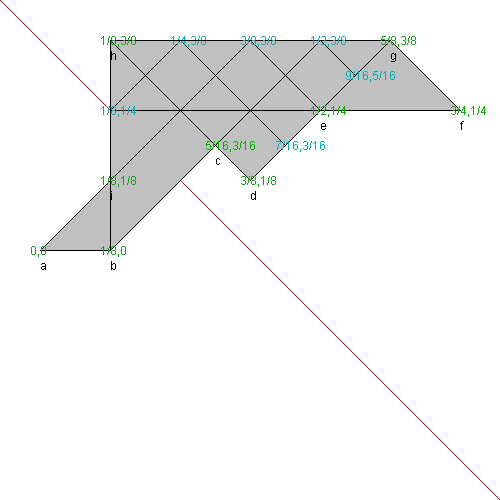 1/8,3/8 1/4,3/8 3/8,3/8 1/2,3/8 5/8,3/8
h g
9/16,5/16
1/8,1/4 1/2,1/4 3/4,1/4
e f
5/16,3/16 7/16,3/16
c
1/8,1/8 3/8,1/8
i d
0,0 1/8,0
a b